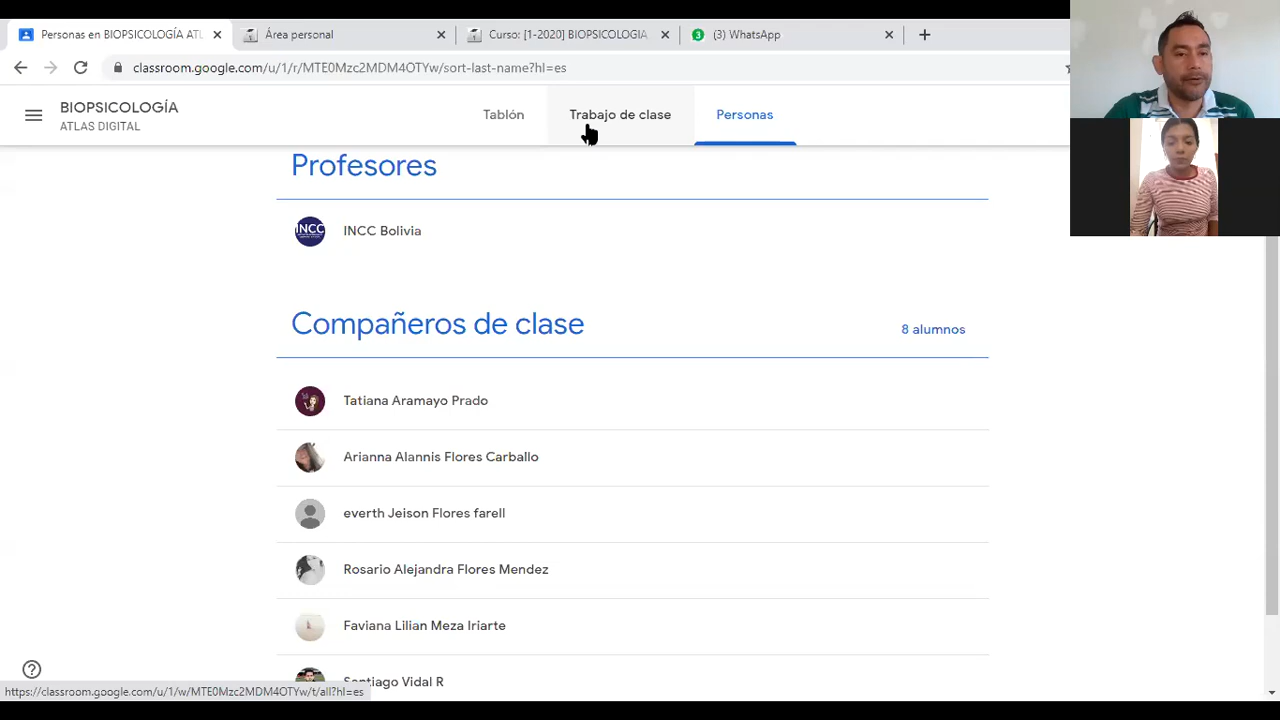 Personas en BIOPSICOLOGÍA ATL
Área personal
Curso: [1-2020] BIOPSICOLOGIA
3
(3) WhatsApp
classroom.google.com/u/1/r/MTE0Mzc2MDM4OTYw/sort-last-name?hl=es
BIOPSICOLOGÍA
ATLAS DIGITAL
Tablón
Trabajo de clase
Personas
Profesores
INCC
INCC Bolivia
Compañeros de clase
8 alumnos
Tatiana Aramayo Prado
Arianna Alannis Flores Carballo
everth Jeison Flores farell
Rosario Alejandra Flores Mendez
Faviana Lilian Meza Iriarte
Santiago Vidal R
https://classroom.google.com/u/1/w/MTE0Mzc2MDM4OTYw/t/all?hl=es